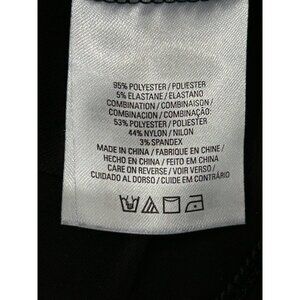 95% POLYESTER / POLIESTER
5% ELASTANE / ELASTANO
COMBINATION / COMBINAISON:
COMBINACION / COMBINAÇÃO:
53% POLYESTER / POLIESTER
44% NYLON / NILON
3% SPANDEX
MADE IN CHINA / FABRIQUE EN CHINE /
HECHO EN CHINA / FEITO EM CHINA
CARE ON REVERSE / VOIR VERSO /
CUIDADO AL DORSO / CUIDE EM CONTRÁRIO